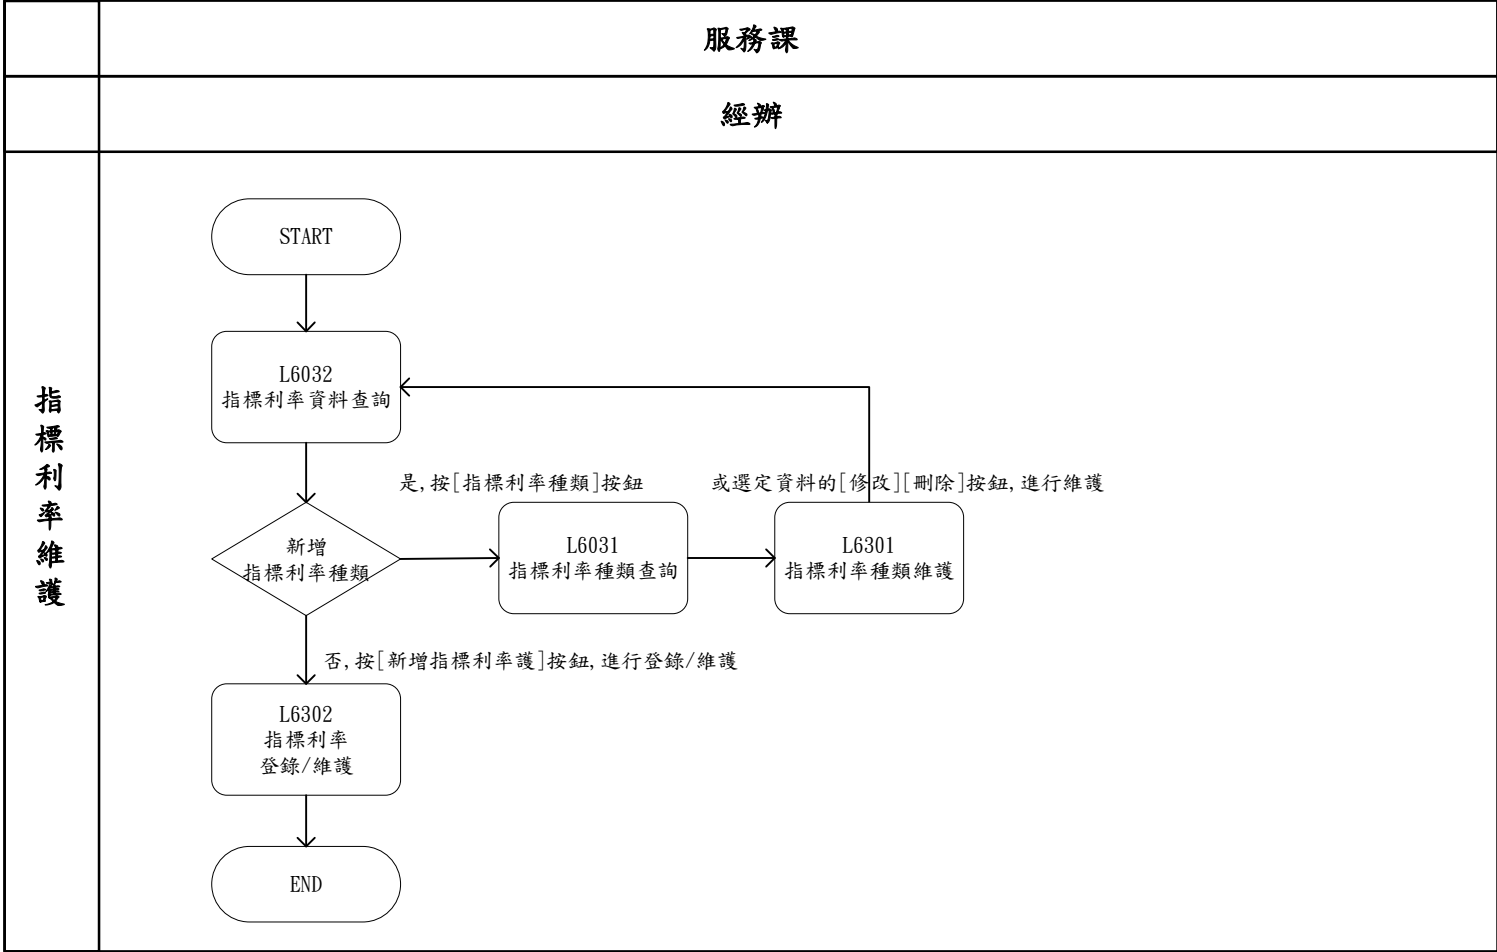 服務課
經辦
指
標
利
率
維
護
START
L6032
指標利率資料查詢
是,按[指標利率種類]按鈕
或選定資料的[修改][刪除]按鈕,進行維護
新增
指標利率種類
L6031
指標利率種類查詢
L6301
指標利率種類維護
否,按[新增指標利率護]按鈕,進行登錄/維護
L6302
指標利率
登錄/維護
END